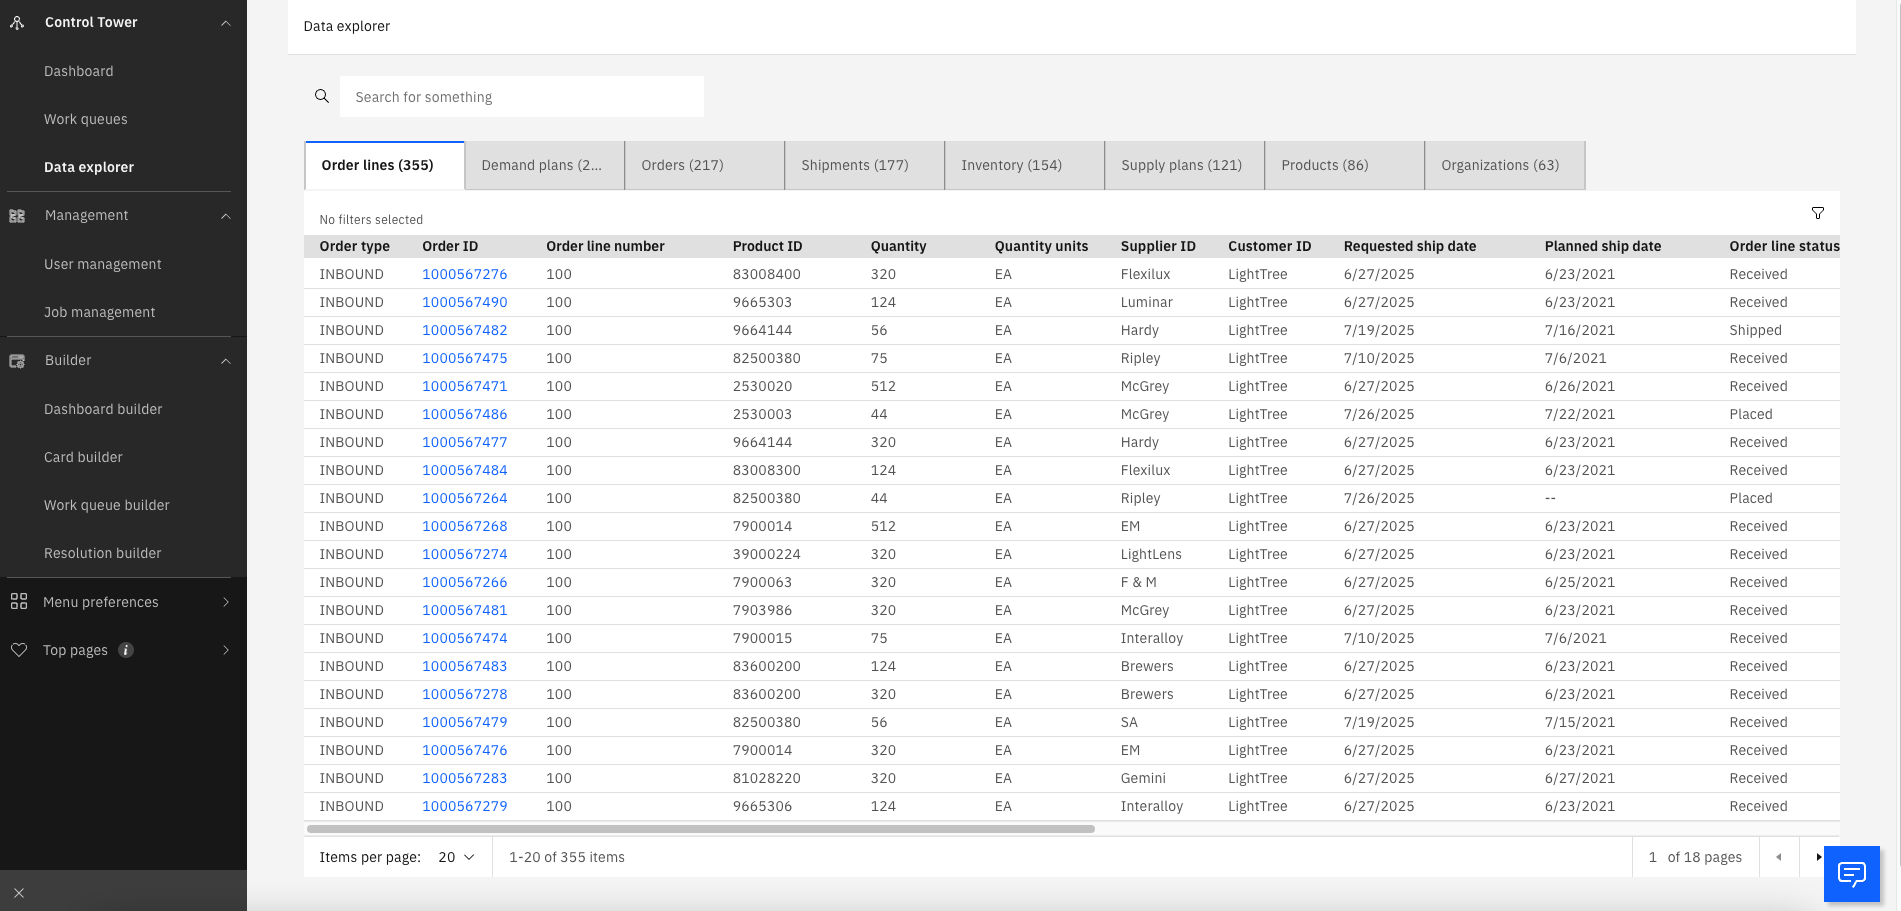 Control Tower
Dashboard
Work queues
Data explorer
Management
User management
Job management
Builder
Dashboard builder
Card builder
Work queue builder
Resolution builder
Menu preferences
Top pages i
Data explorer
Search for something
Order lines (355) Demand plans (2... Orders (217) Shipments (177) Inventory (154) Supply plans (121) Products (86) Organizations (63)
No filters selected
Order type Order ID Order line number Product ID Quantity Quantity units Supplier ID Customer ID Requested ship date Planned ship date Order line status
INBOUND 1000567276 100 83008400 320 EA Flexilux LightTree 6/27/2025 6/23/2021 Received
INBOUND 1000567490 100 9665303 124 EA Luminar LightTree 6/27/2025 6/23/2021 Received
INBOUND 1000567482 100 9664144 56 EA Hardy LightTree 7/19/2025 7/16/2021 Shipped
INBOUND 1000567475 100 82500380 75 EA Ripley LightTree 7/10/2025 7/6/2021 Received
INBOUND 1000567471 100 2530020 512 EA McGrey LightTree 6/27/2025 6/26/2021 Received
INBOUND 1000567486 100 2530003 44 EA McGrey LightTree 7/26/2025 7/22/2021 Placed
INBOUND 1000567477 100 9664144 320 EA Hardy LightTree 6/27/2025 6/23/2021 Received
INBOUND 1000567484 100 83008300 124 EA Flexilux LightTree 6/27/2025 6/23/2021 Received
INBOUND 1000567264 100 82500380 44 EA Ripley LightTree 7/26/2025 -- Placed
INBOUND 1000567268 100 7900014 512 EA EM LightTree 6/27/2025 6/23/2021 Received
INBOUND 1000567274 100 39000224 320 EA LightLens LightTree 6/27/2025 6/23/2021 Received
INBOUND 1000567266 100 7900063 320 EA F & M LightTree 6/27/2025 6/25/2021 Received
INBOUND 1000567481 100 7903986 320 EA McGrey LightTree 6/27/2025 6/23/2021 Received
INBOUND 1000567474 100 7900015 75 EA Interalloy LightTree 7/10/2025 7/6/2021 Received
INBOUND 1000567483 100 83600200 124 EA Brewers LightTree 6/27/2025 6/23/2021 Received
INBOUND 1000567278 100 83600200 320 EA Brewers LightTree 6/27/2025 6/23/2021 Received
INBOUND 1000567479 100 82500380 56 EA SA LightTree 7/19/2025 7/15/2021 Received
INBOUND 1000567476 100 7900014 320 EA EM LightTree 6/27/2025 6/23/2021 Received
INBOUND 1000567283 100 81028220 320 EA Gemini LightTree 6/27/2025 6/27/2021 Received
INBOUND 1000567279 100 9665306 124 EA Interalloy LightTree 6/27/2025 6/23/2021 Received
Items per page: 20 1-20 of 355 items 1 of 18 pages